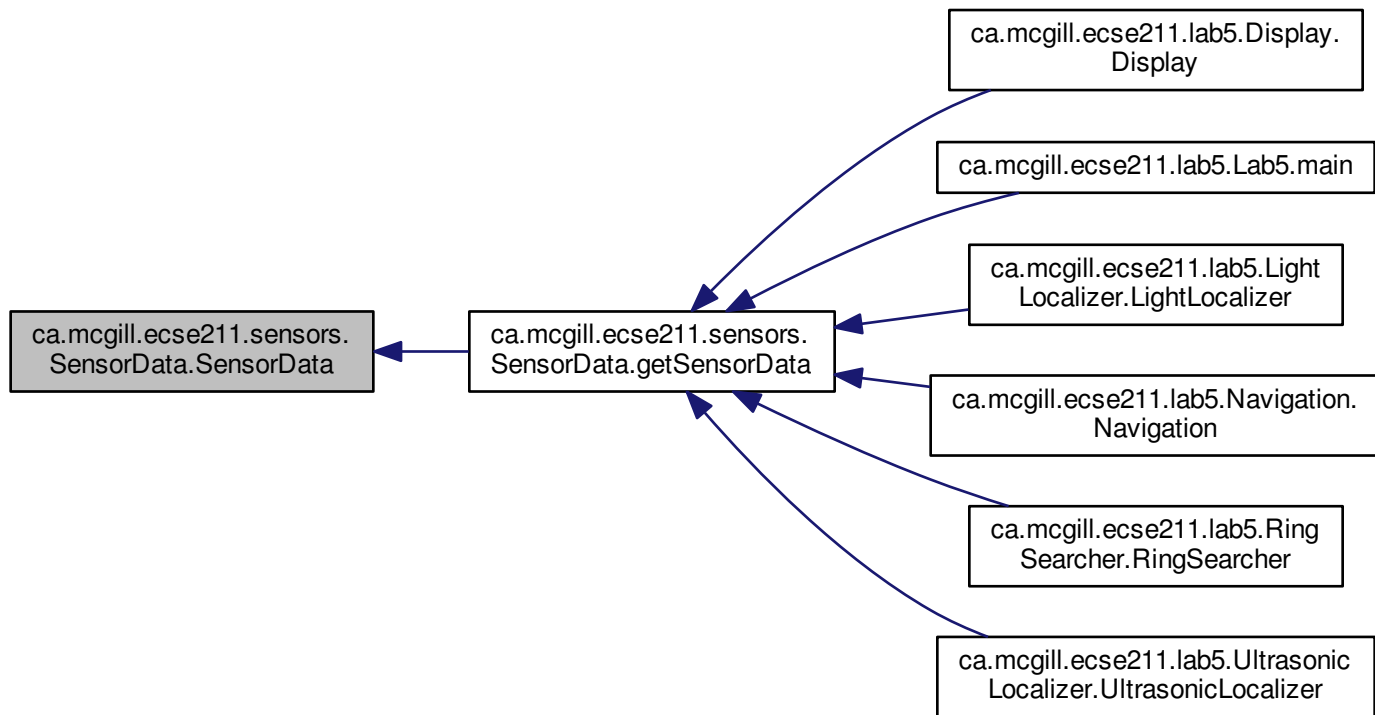 ca.mcgill.ecse211.sensors.
SensorData.SensorData
ca.mcgill.ecse211.sensors.
SensorData.getSensorData
ca.mcgill.ecse211.lab5.Display.
Display
ca.mcgill.ecse211.lab5.Lab5.main
ca.mcgill.ecse211.lab5.Light
Localizer.LightLocalizer
ca.mcgill.ecse211.lab5.Navigation.
Navigation
ca.mcgill.ecse211.lab5.Ring
Searcher.RingSearcher
ca.mcgill.ecse211.lab5.Ultrasonic
Localizer.UltrasonicLocalizer